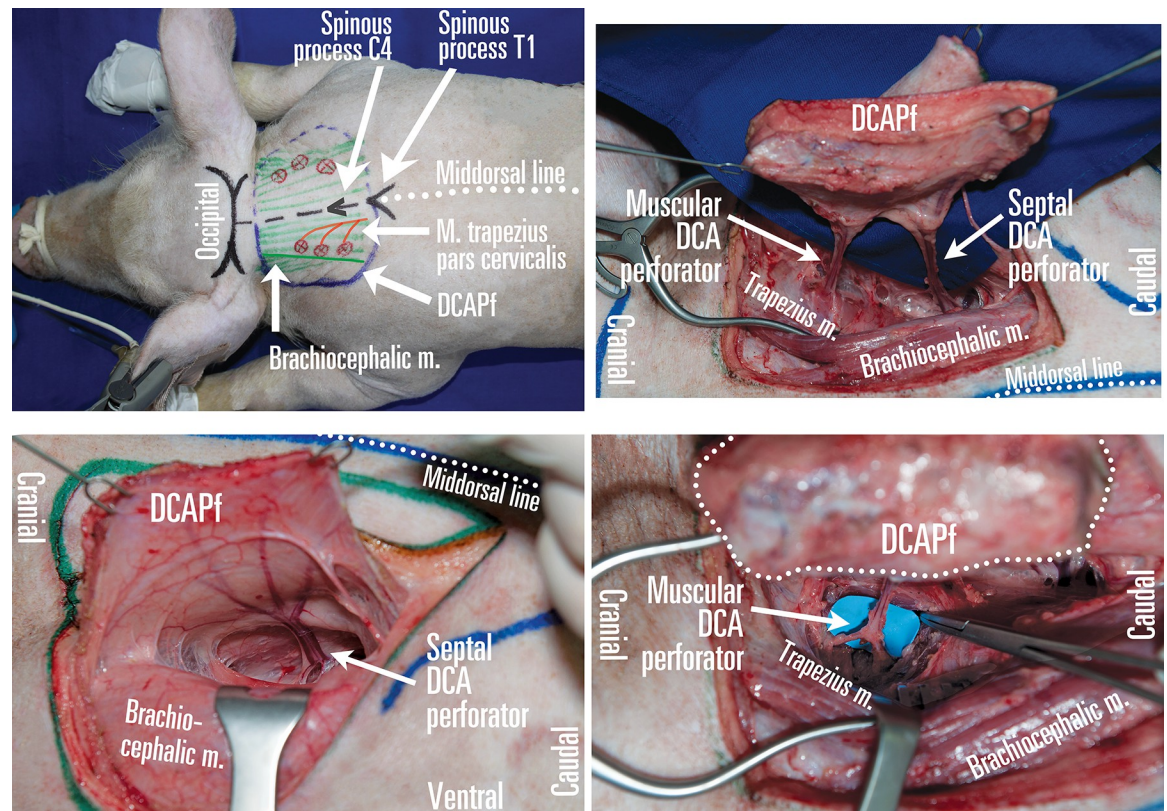 Spinous
process C4
Spinous
process T1
Middorsal line
Occipital
M. trapezius
pars cervicalis
DCAPf
Brachiocephalic m.
DCAPf
Muscular
DCA
perforator
Septal
DCA
perforator
Trapezius m.
Brachiocephalic m.
Cranial
Caudal
Middorsal line
Cranial
Middorsal line
DCAPf
Septal
DCA
perforator
Brachio-
cephalic m.
Caudal
Ventral
DCAPf
Cranial
Muscular
DCA
perforator
Caudal
Trapezius m.
Brachiocephalic m.